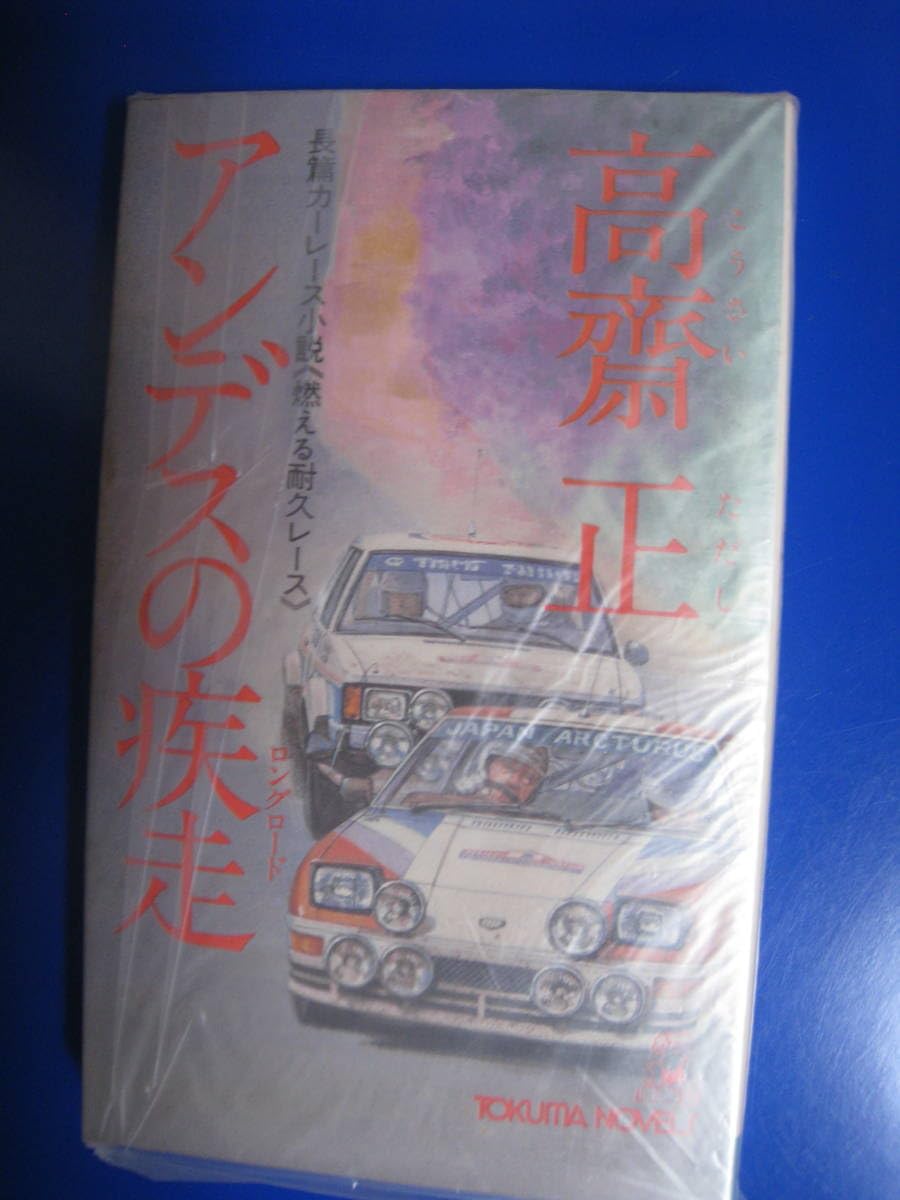 高齋 正
こうさい ただし
長篇カーレース小説《燃える耐久レース》
アンデスの疾走
ロングロード
JAPAN ARCTURUS
TOKUMA NOVELS